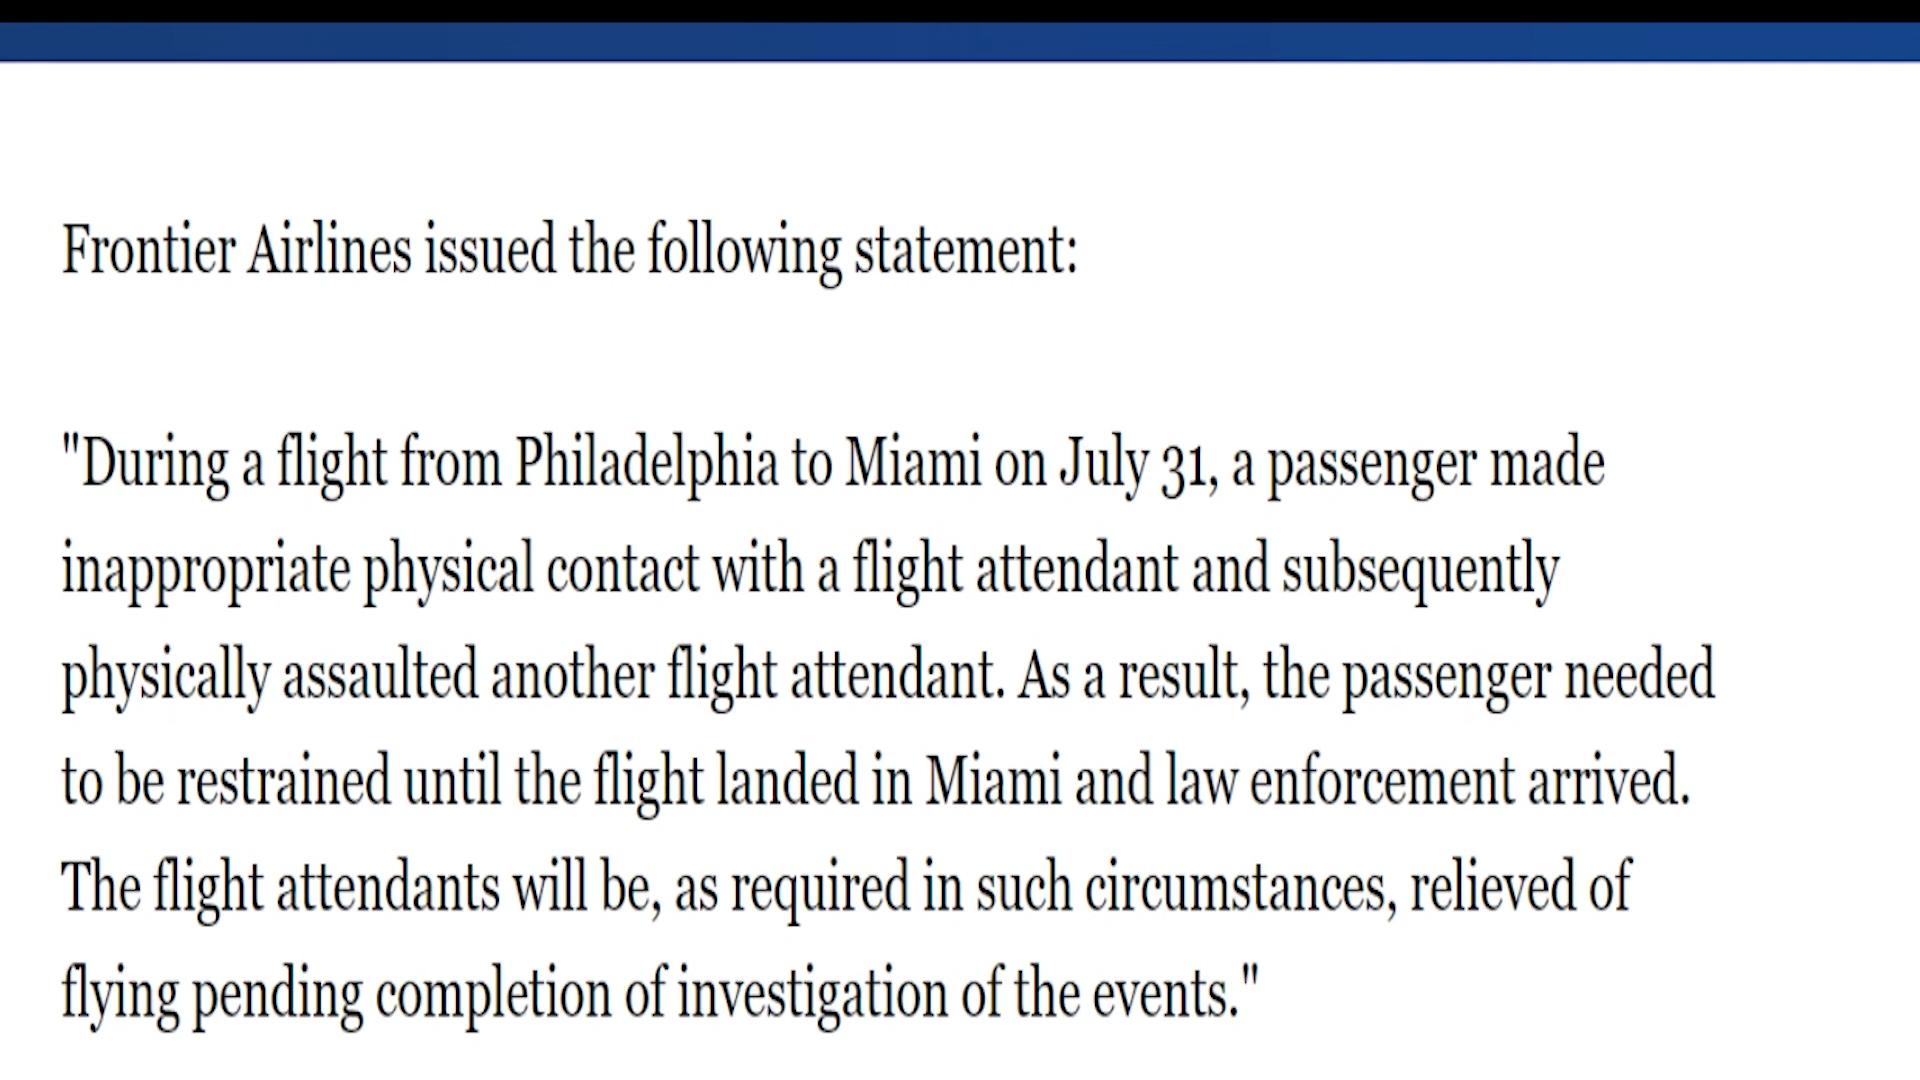 Frontier Airlines issued the following statement:
"During a flight from Philadelphia to Miami on July 31, a passenger made
inappropriate physical contact with a flight attendant and subsequently
physically assaulted another flight attendant. As a result, the passenger needed
to be restrained until the flight landed in Miami and law enforcement arrived.
The flight attendants will be, as required in such circumstances, relieved of
flying pending completion of investigation of the events."